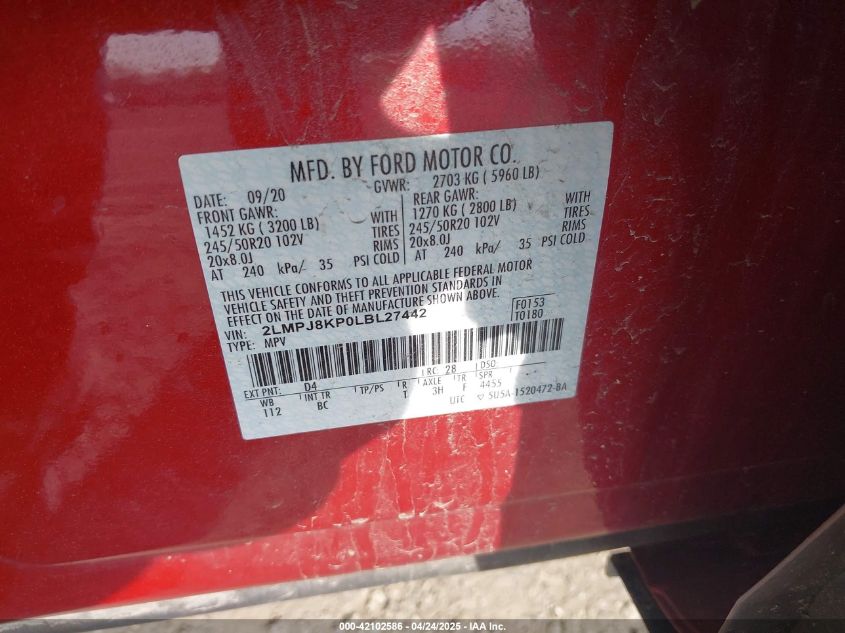 MFD. BY FORD MOTOR CO.
DATE: 09/20 GVWR: 2703 KG ( 5960 LB)
FRONT GAWR: WITH
1452 KG ( 3200 LB) TIRES
245/50R20 102V RIMS
20x8.0J
AT 240 kPa/ 35 PSI COLD
REAR GAWR: WITH
1270 KG ( 2800 LB) TIRES
245/50R20 102V RIMS
20x8.0J
AT 240 kPa/ 35 PSI COLD
THIS VEHICLE CONFORMS TO ALL APPLICABLE FEDERAL MOTOR
VEHICLE SAFETY AND THEFT PREVENTION STANDARDS IN
EFFECT ON THE DATE OF MANUFACTURE SHOWN ABOVE.
VIN: 2LMPJ8KP0LBL27442
TYPE: MPV
F0153
T0180
EXT PNT: D4 RC: 28 DSO:
WB INT TR TP/PS R AXLE TR SPR
112 BC T 3H F 4455
UTC 5U5A-1520472-BA
000-42102586 - 04/24/2025 - IAA Inc.